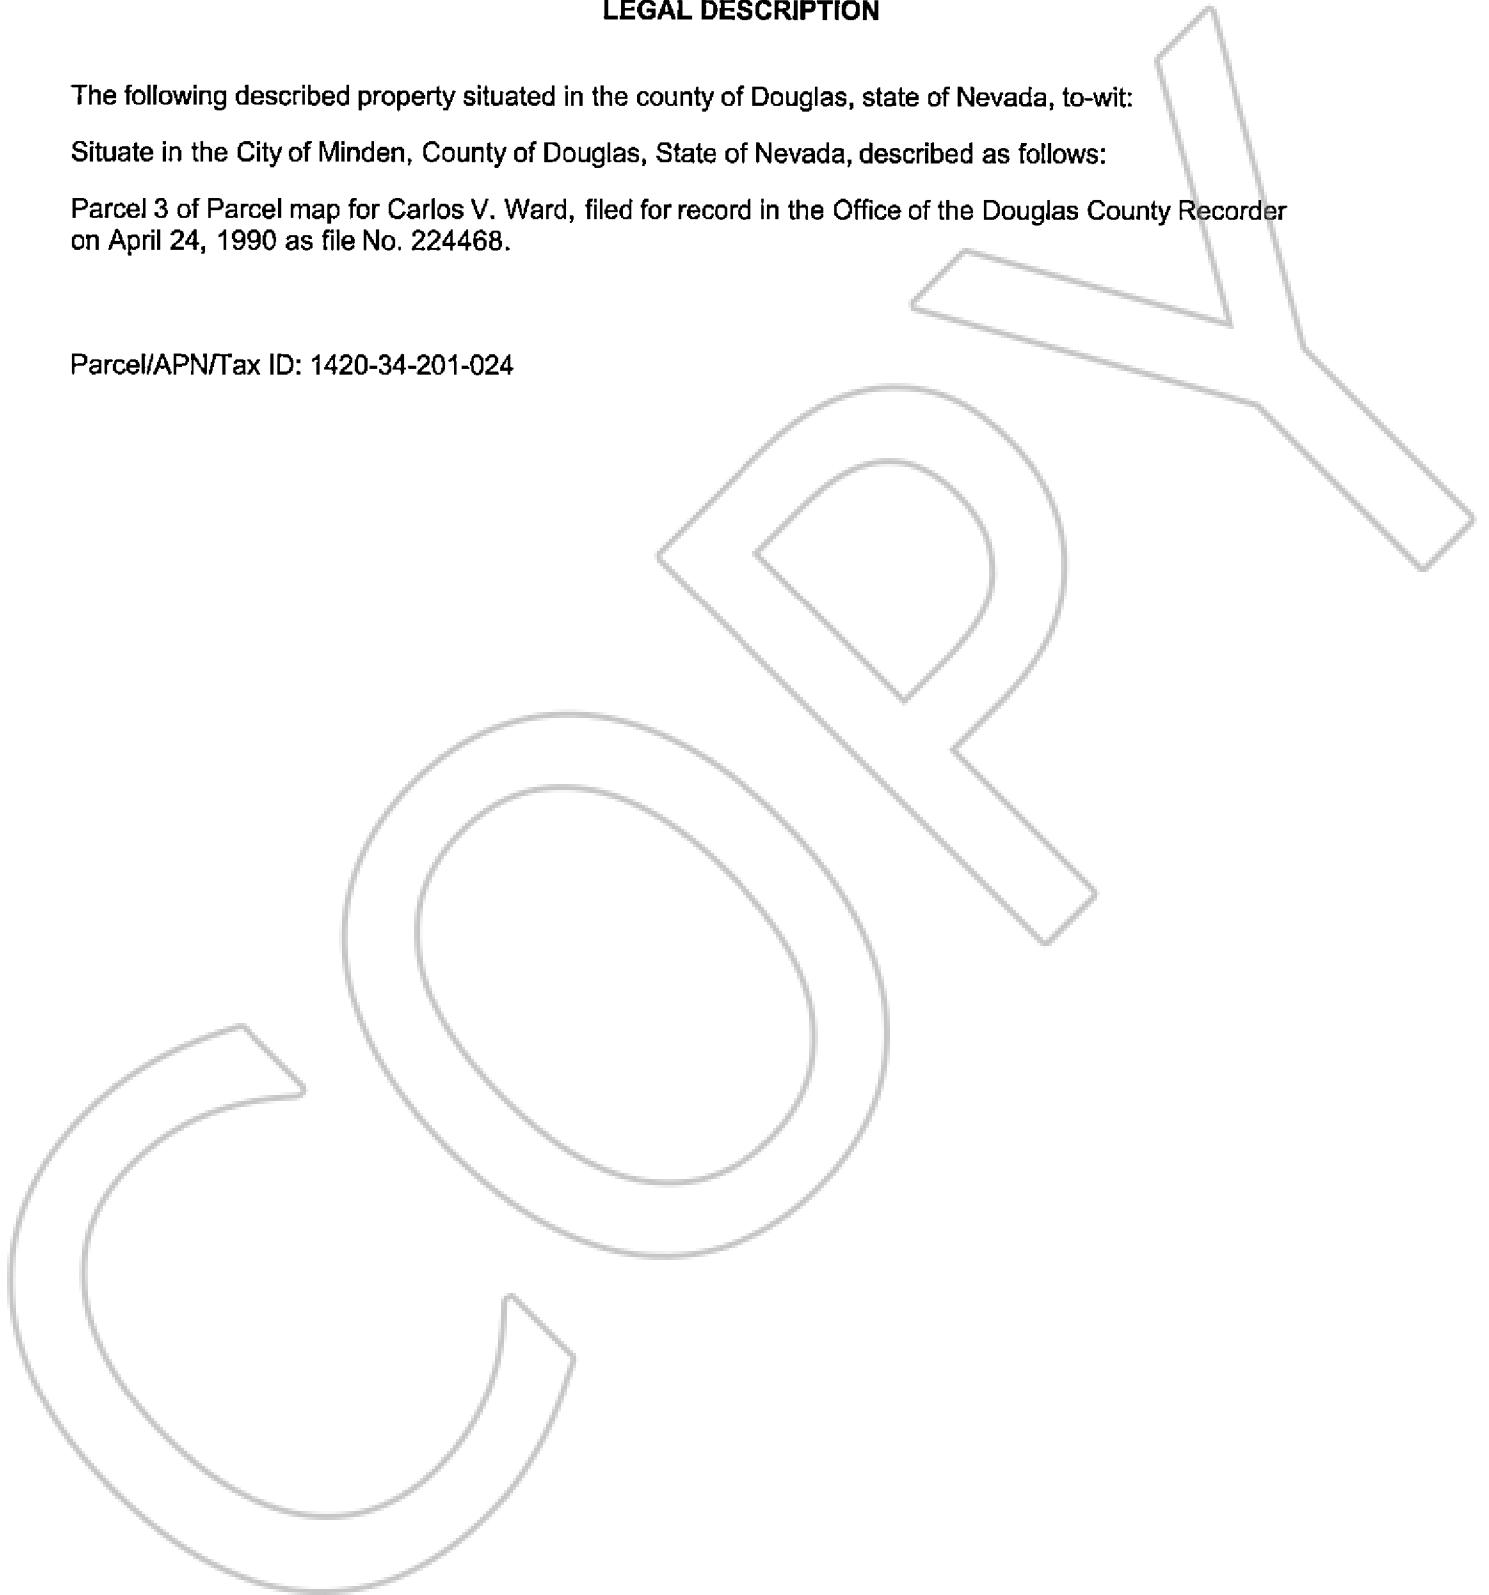 LEGAL DESCRIPTION
The following described property situated in the county of Douglas, state of Nevada, to-wit:
Situate in the City of Minden, County of Douglas, State of Nevada, described as follows:
Parcel 3 of Parcel map for Carlos V. Ward, filed for record in the Office of the Douglas County Recorder
on April 24, 1990 as file No. 224468.
Parcel/APN/Tax ID: 1420-34-201-024
COPY